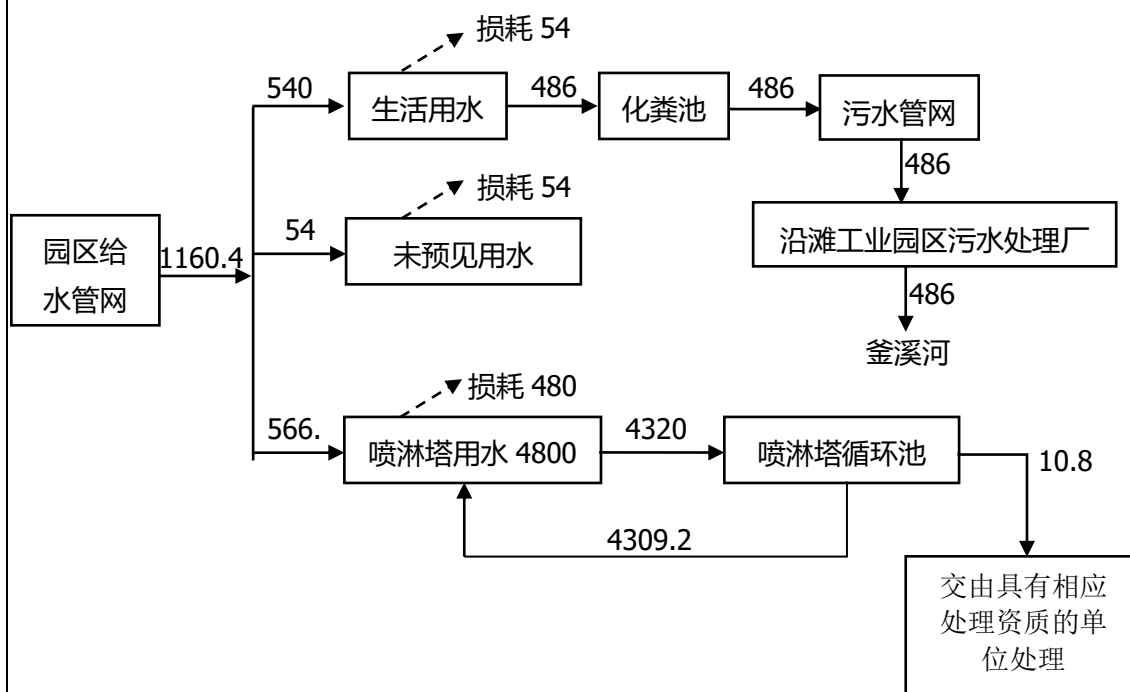 损耗 54
540
生活用水
486
化粪池
486
污水管网
486
损耗 54
54
未预见用水
园区给
水管网
1160.4
沿滩工业园区污水处理厂
486
釜溪河
损耗 480
566.
喷淋塔用水 4800
4320
喷淋塔循环池
10.8
4309.2
交由具有相应
处理资质的单
位处理